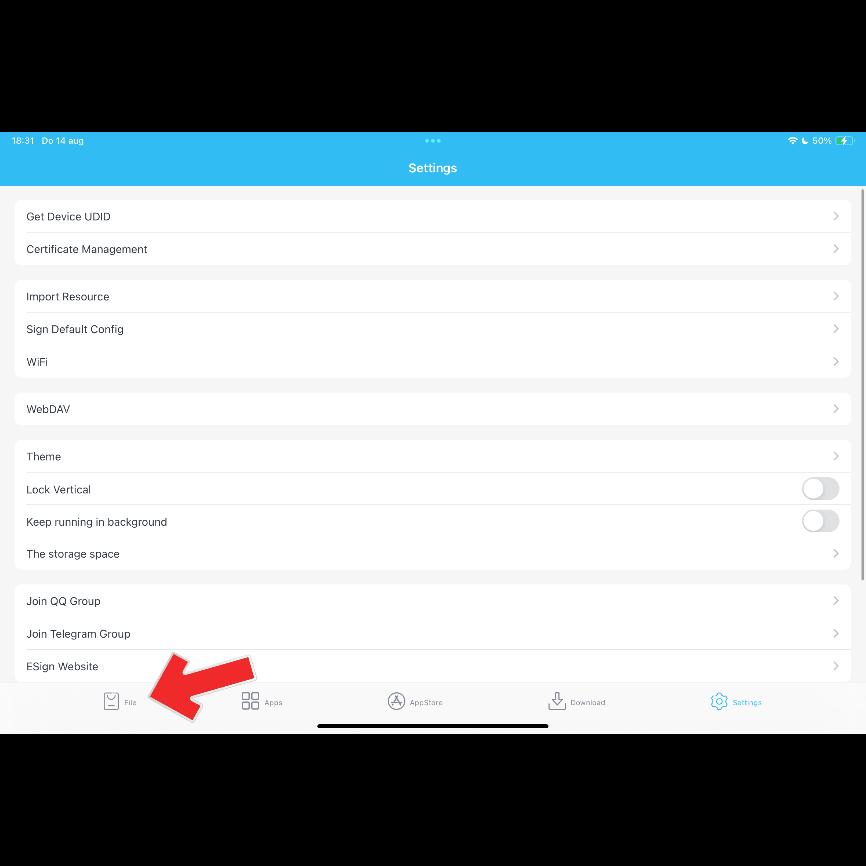 18:31 Do 14 aug
50%
Settings
Get Device UDID
Certificate Management
Import Resource
Sign Default Config
WiFi
WebDAV
Theme
Lock Vertical
Keep running in background
The storage space
Join QQ Group
Join Telegram Group
ESign Website
File
Apps
AppStore
Download
Settings